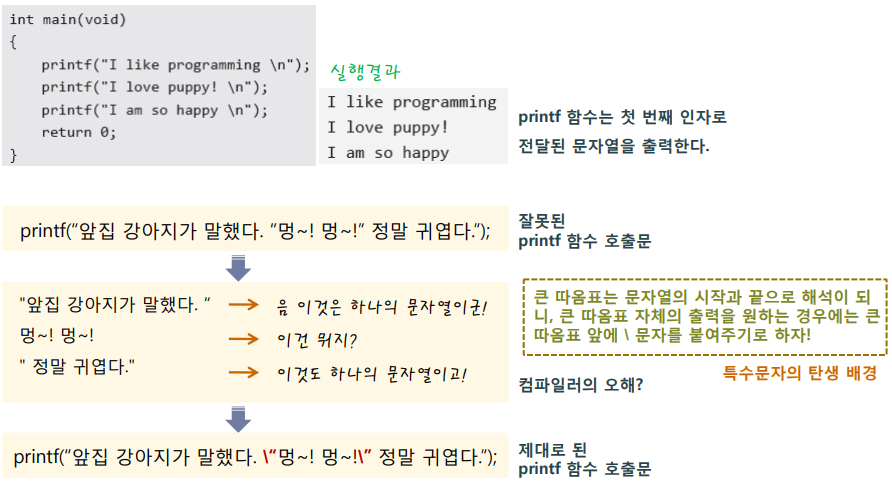 int main(void)
{
    printf("I like programming \n");
    printf("I love puppy! \n");
    printf("I am so happy \n");
    return 0;
}
실행결과
I like programming
I love puppy!
I am so happy
printf 함수는 첫 번째 인자로
전달된 문자열을 출력한다.
printf(“앞집 강아지가 말했다. “멍~! 멍~!” 정말 귀엽다.”);
잘못된
printf 함수 호출문
"앞집 강아지가 말했다. “
음 이것은 하나의 문자열이군!
멍~! 멍~!
이건 뭐지?
" 정말 귀엽다."
이것도 하나의 문자열이고!
큰 따옴표는 문자열의 시작과 끝으로 해석이 되
니, 큰 따옴표 자체의 출력을 원하는 경우에는 큰
따옴표 앞에 \ 문자를 붙여주기로 하자!
컴파일러의 오해?
특수문자의 탄생 배경
printf(“앞집 강아지가 말했다. \“멍~! 멍~!\” 정말 귀엽다.”);
제대로 된
printf 함수 호출문